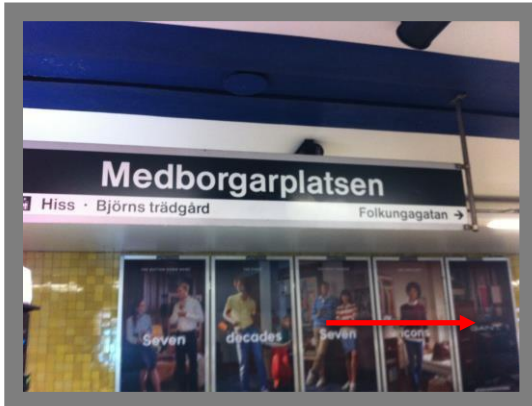 Medborgarplatsen
Hiss · Björns trädgård
Folkungagatan →
Seven
decades
Seven
icons